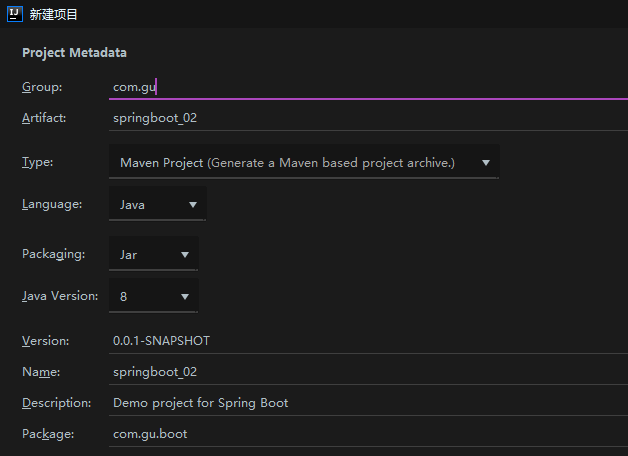 IJ 新建项目
Project Metadata
Group: com.gu
Artifact: springboot_02
Type: Maven Project (Generate a Maven based project archive.)
Language: Java
Packaging: Jar
Java Version: 8
Version: 0.0.1-SNAPSHOT
Name: springboot_02
Description: Demo project for Spring Boot
Package: com.gu.boot